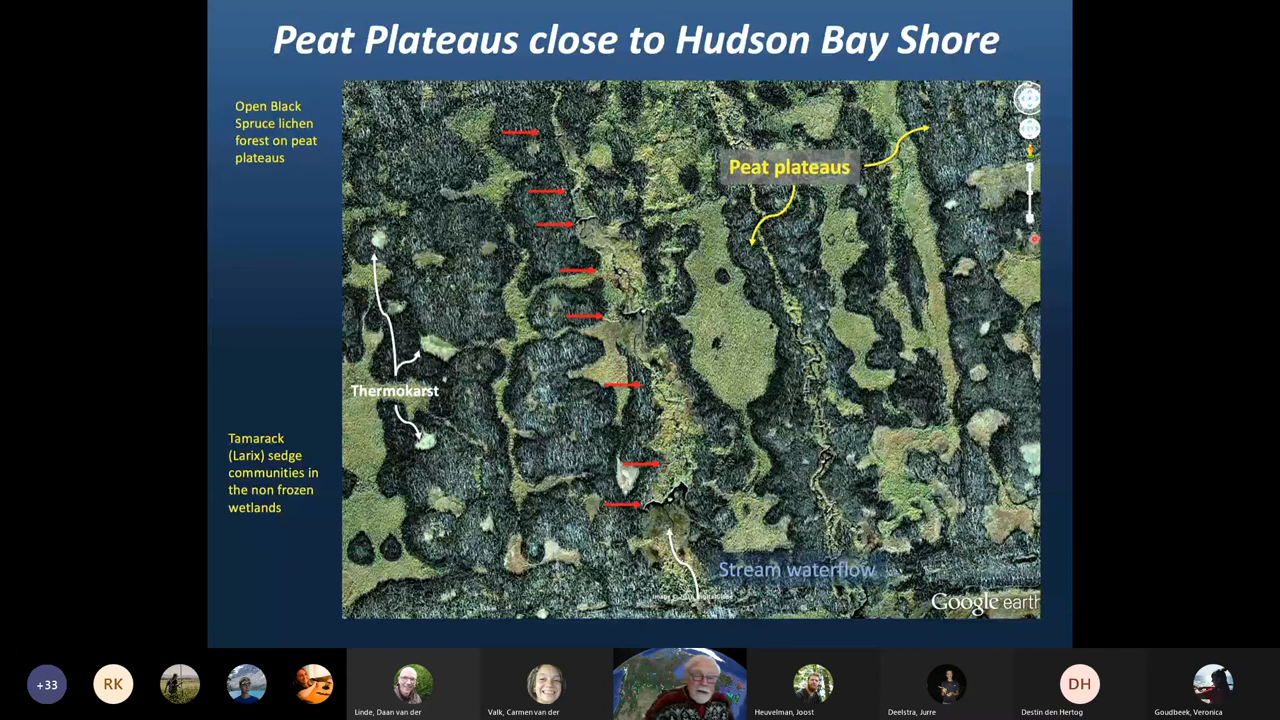 Peat Plateaus close to Hudson Bay Shore
Open Black
Spruce lichen
forest on peat
plateaus
Peat plateaus
Thermokarst
Tamarack
(Larix) sedge
communities in
the non frozen
wetlands
Stream waterflow
Google earth
+33
RK
DH
Linde, Daan van der
Valk, Carmen van der
Heuvelman, Joost
Deelstra, Jurre
Destin den Hertog
Goudbeek, Veronica